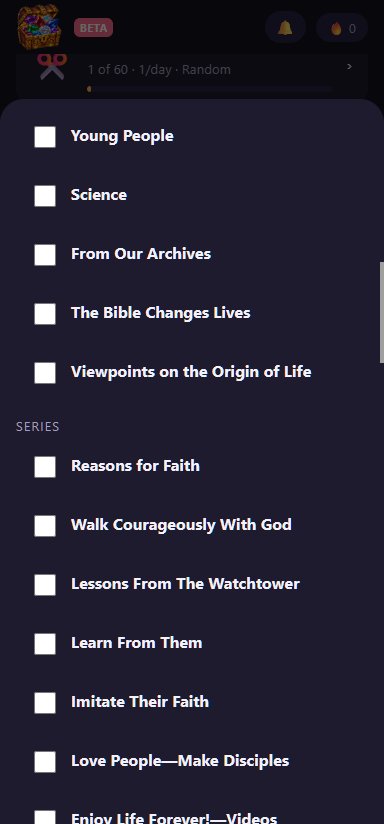 BETA
0
1 of 60 · 1/day · Random
›
Young People
Science
From Our Archives
The Bible Changes Lives
Viewpoints on the Origin of Life
SERIES
Reasons for Faith
Walk Courageously With God
Lessons From The Watchtower
Learn From Them
Imitate Their Faith
Love People—Make Disciples
Enjoy Life Forever!—Videos